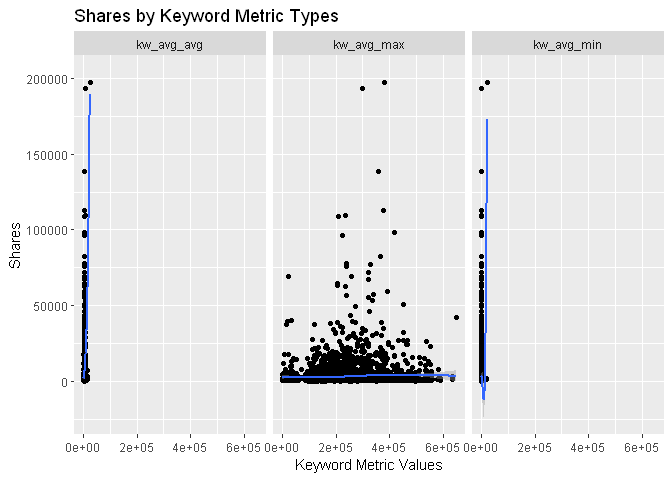 Shares by Keyword Metric Types
kw_avg_avg kw_avg_max kw_avg_min
200000
150000
100000
50000
0
Shares
0e+00 2e+05 4e+05 6e+05 0e+00 2e+05 4e+05 6e+05 0e+00 2e+05 4e+05 6e+05
Keyword Metric Values